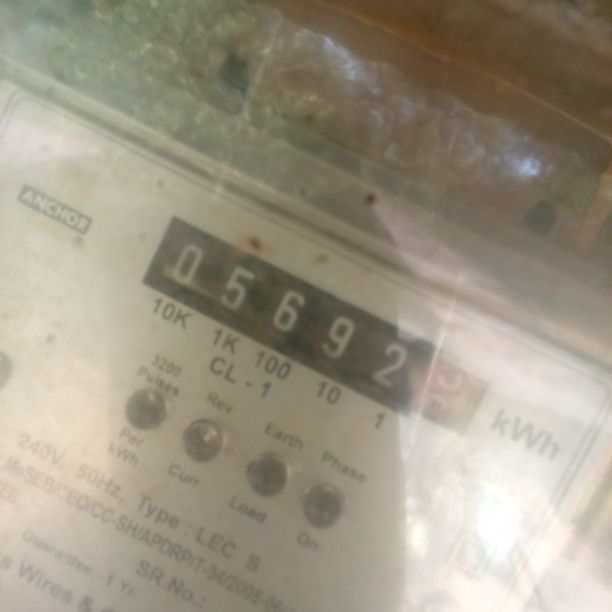 ANCHOR
05692
kWh
10K 1K 100 10 1
CL - 1
3200 Pulses Rev Earth Phase
Per kWh Curr Load On
240V, 50Hz, Type : LEC S
Guarantee:- 1 Yr.
SR.No.:
Wires &